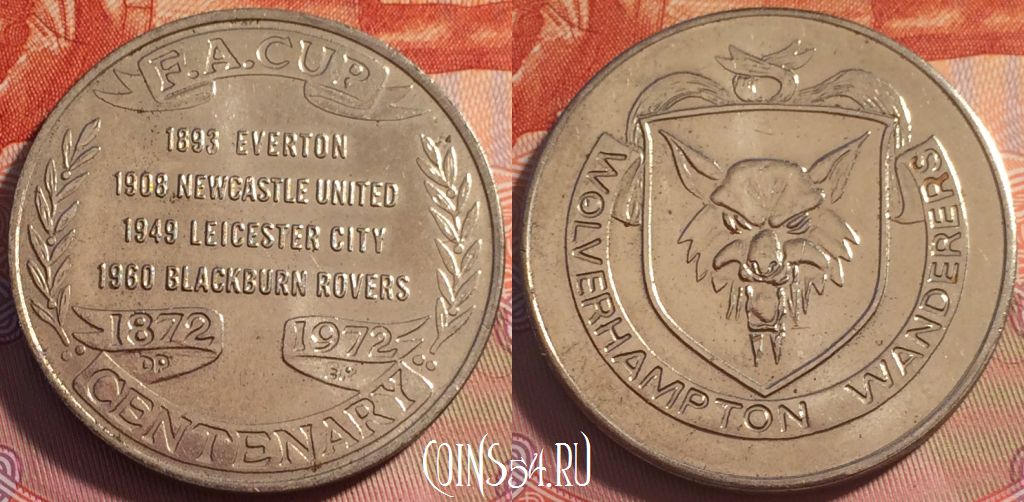 F.A.CUP
1893 EVERTON
1908 NEWCASTLE UNITED
1949 LEICESTER CITY
1960 BLACKBURN ROVERS
1872
1972
CENTENARY
WOLVERHAMPTON WANDERERS
COINS54.RU